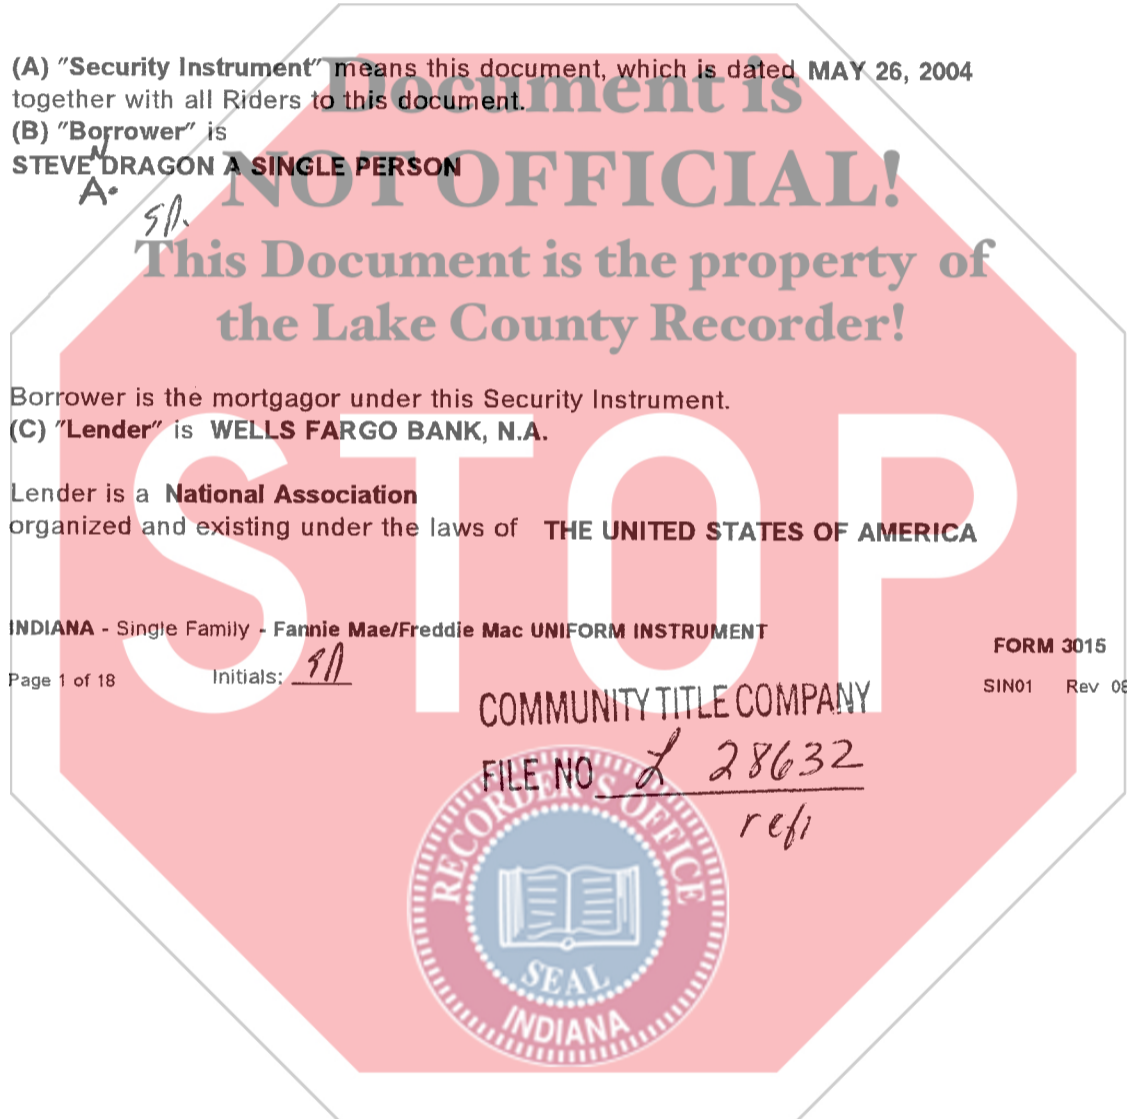 Document is
NOT OFFICIAL!
This Document is the property of
the Lake County Recorder!
STOP
(A) "Security Instrument" means this document, which is dated MAY 26, 2004
together with all Riders to this document.
(B) "Borrower" is
N
STEVE DRAGON A SINGLE PERSON
A.
SD.
Borrower is the mortgagor under this Security Instrument.
(C) "Lender" is WELLS FARGO BANK, N.A.
Lender is a National Association
organized and existing under the laws of THE UNITED STATES OF AMERICA
INDIANA - Single Family - Fannie Mae/Freddie Mac UNIFORM INSTRUMENT
FORM 3015
Page 1 of 18 Initials: SD
SIN01 Rev 08
COMMUNITY TITLE COMPANY
FILE NO L 28632
refi
RECORDER'S OFFICE
SEAL
INDIANA